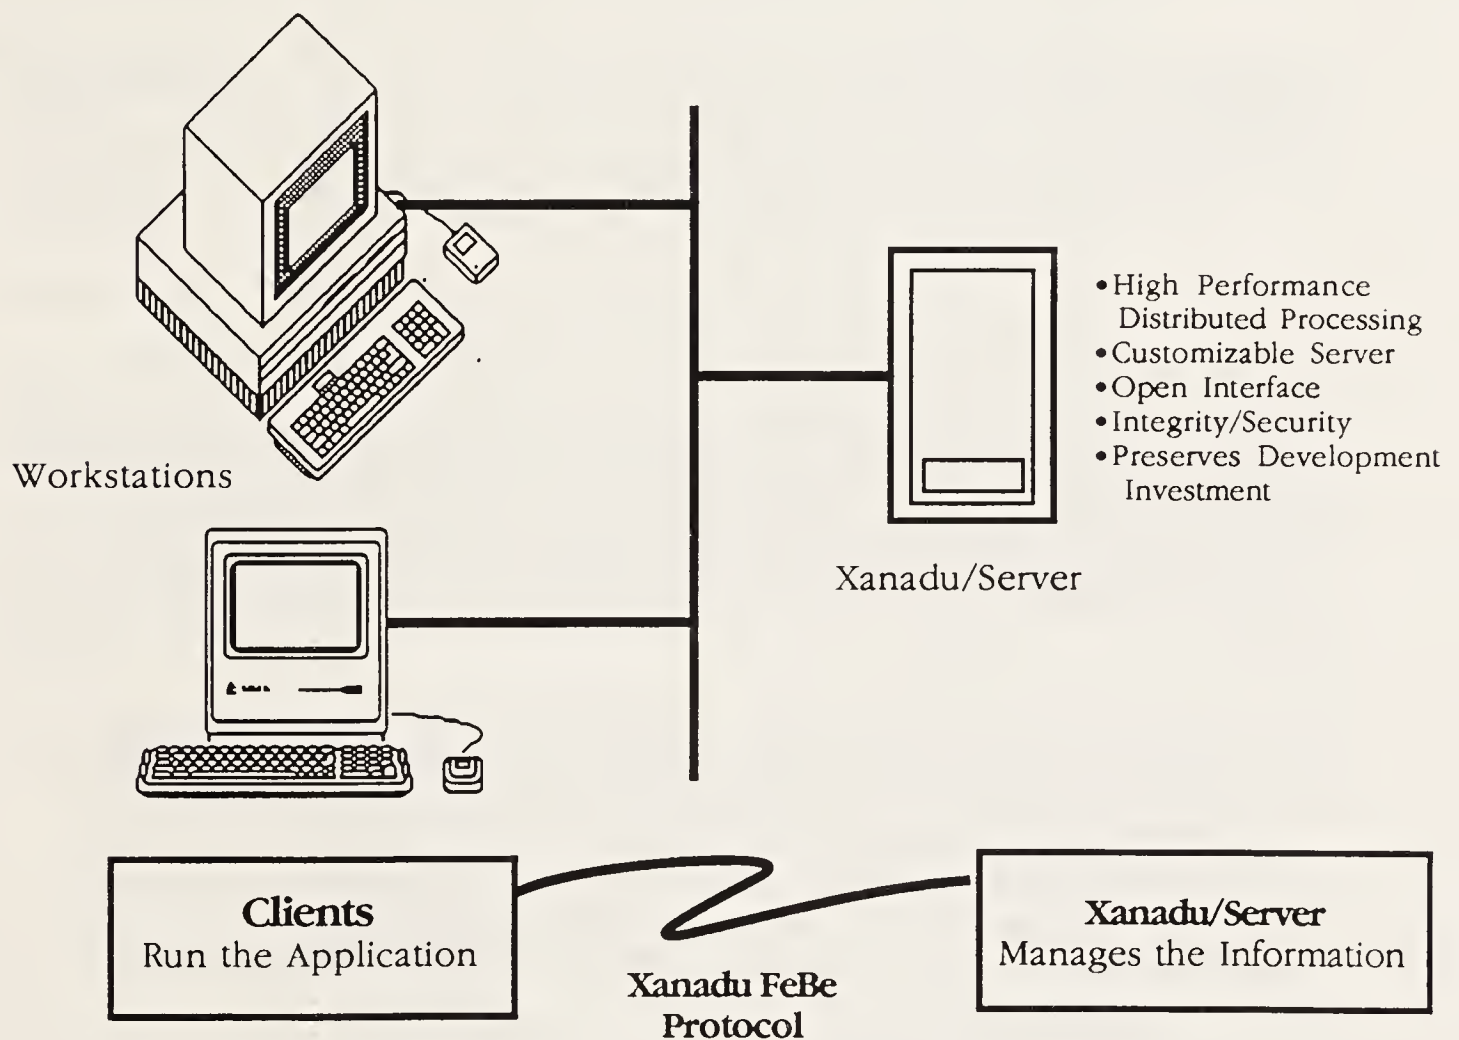 •High Performance
Distributed Processing
•Customizable Server
•Open Interface
•Integrity/Security
•Preserves Development
Investment
Workstations
Xanadu/Server
Clients
Run the Application
Xanadu FeBe
Protocol
Xanadu/Server
Manages the Information